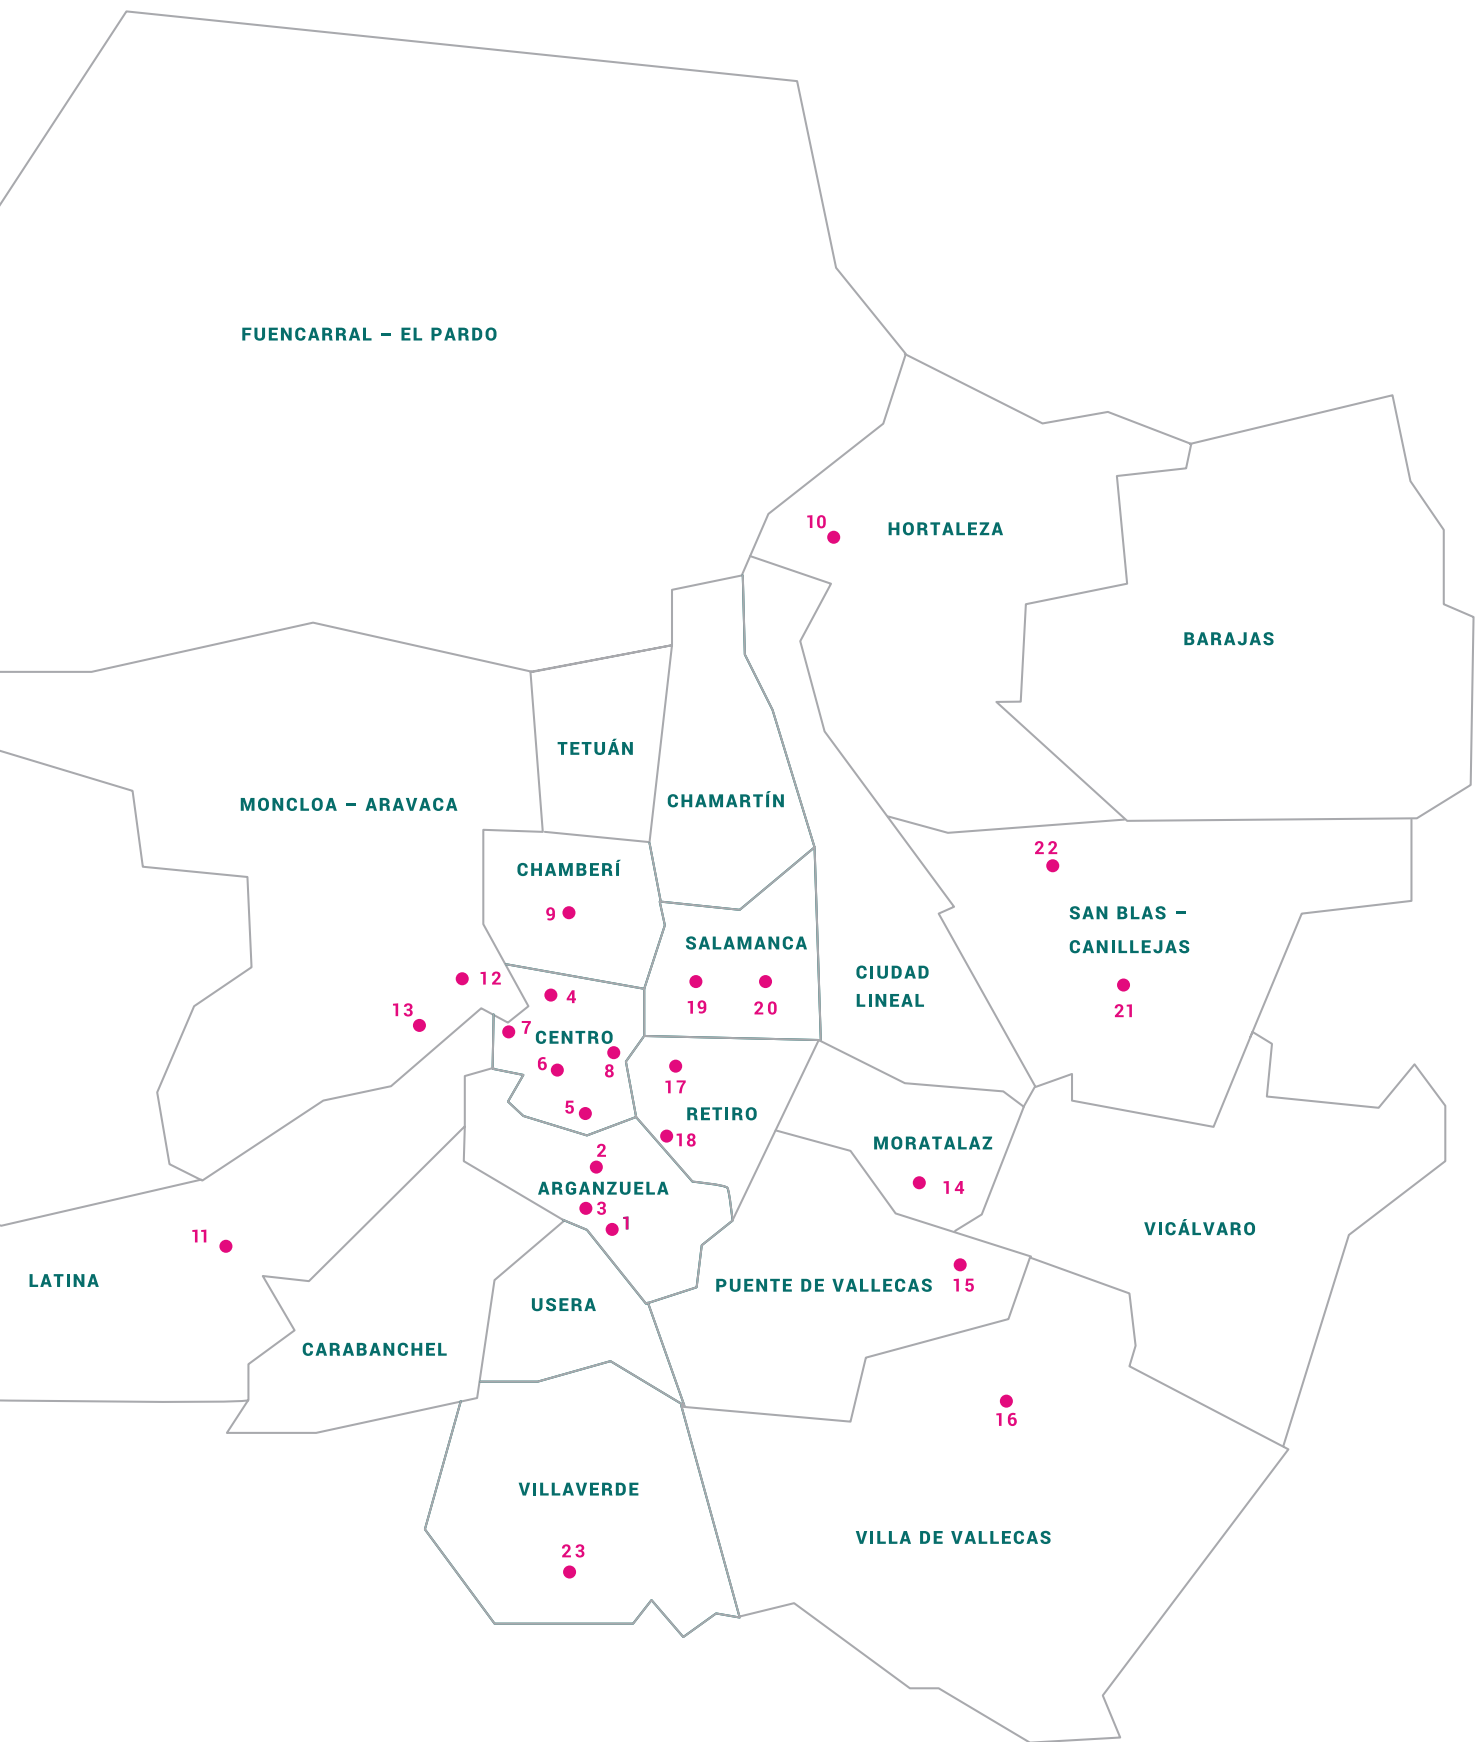 FUENCARRAL – EL PARDO
10
HORTALEZA
BARAJAS
TETUÁN
CHAMARTÍN
MONCLOA – ARAVACA
22
CHAMBERÍ
9
SAN BLAS –
CANILLEJAS
SALAMANCA
CIUDAD
LINEAL
12
4
19
20
13
21
7
CENTRO
6
8
17
5
RETIRO
18
MORATALAZ
2
14
ARGANZUELA
3
1
VICÁLVARO
11
LATINA
PUENTE DE VALLECAS
15
USERA
CARABANCHEL
16
VILLAVERDE
VILLA DE VALLECAS
23